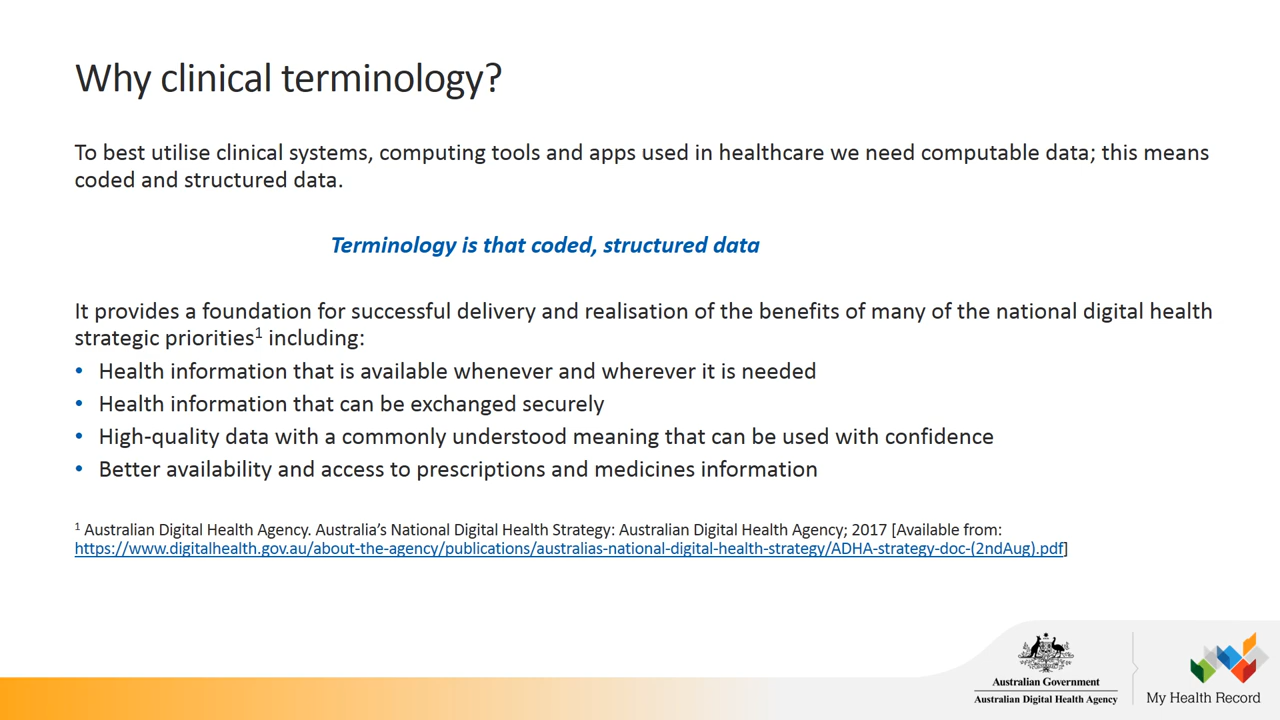 Why clinical terminology?
To best utilise clinical systems, computing tools and apps used in healthcare we need computable data; this means
coded and structured data.
Terminology is that coded, structured data
It provides a foundation for successful delivery and realisation of the benefits of many of the national digital health
strategic priorities¹ including:
• Health information that is available whenever and wherever it is needed
• Health information that can be exchanged securely
• High-quality data with a commonly understood meaning that can be used with confidence
• Better availability and access to prescriptions and medicines information
¹ Australian Digital Health Agency. Australia’s National Digital Health Strategy: Australian Digital Health Agency; 2017 [Available from:
https://www.digitalhealth.gov.au/about-the-agency/publications/australias-national-digital-health-strategy/ADHA-strategy-doc-(2ndAug).pdf]
Australian Government
Australian Digital Health Agency
My Health Record